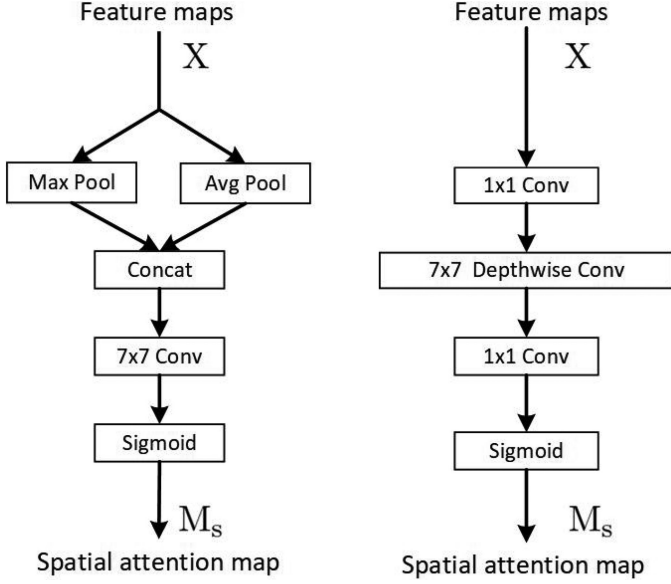 Feature maps
X
Max Pool
Avg Pool
Concat
7x7 Conv
Sigmoid
Ms
Spatial attention map
Feature maps
X
1x1 Conv
7x7 Depthwise Conv
1x1 Conv
Sigmoid
Ms
Spatial attention map